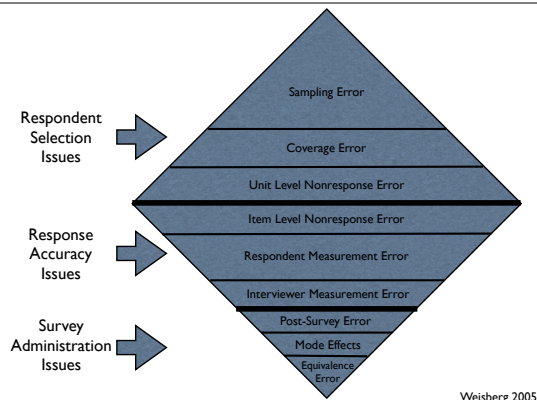 Sampling Error
Respondent
Selection
Issues
Coverage Error
Unit Level Nonresponse Error
Item Level Nonresponse Error
Response
Accuracy
Issues
Respondent Measurement Error
Interviewer Measurement Error
Post-Survey Error
Survey
Administration
Issues
Mode Effects
Equivalence
Error
Weisberg 2005